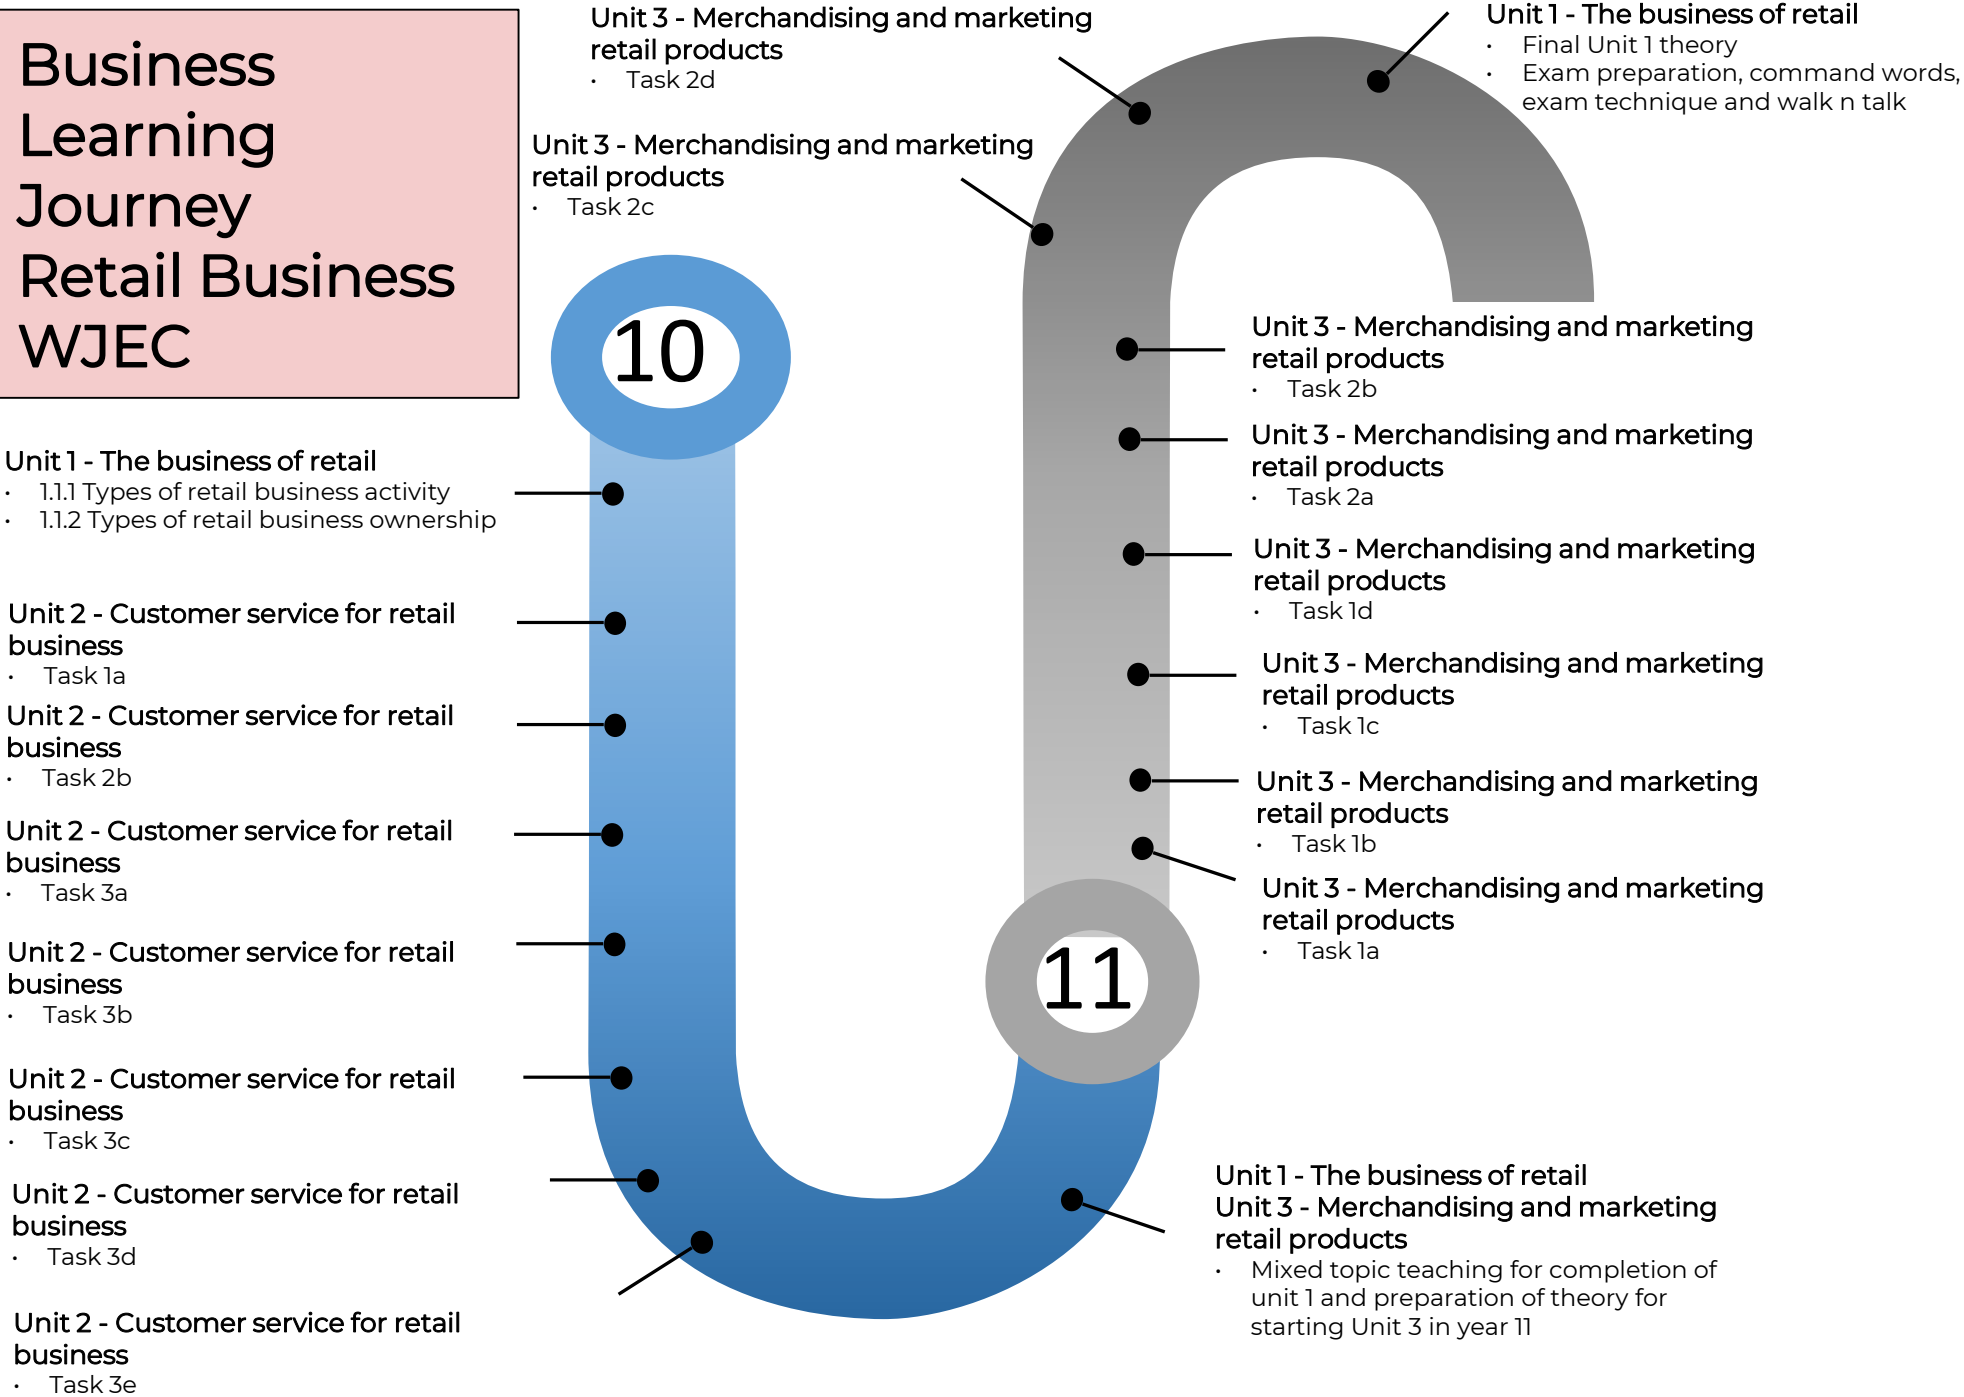 Business
Learning
Journey
Retail Business
WJEC
10
Unit 1 - The business of retail
• 1.1.1 Types of retail business activity
• 1.1.2 Types of retail business ownership
Unit 2 - Customer service for retail
business
• Task 1a
Unit 2 - Customer service for retail
business
• Task 2b
Unit 2 - Customer service for retail
business
• Task 3a
Unit 2 - Customer service for retail
business
• Task 3b
Unit 2 - Customer service for retail
business
• Task 3c
Unit 2 - Customer service for retail
business
• Task 3d
Unit 2 - Customer service for retail
business
• Task 3e
Unit 1 - The business of retail
Unit 3 - Merchandising and marketing
retail products
• Mixed topic teaching for completion of
unit 1 and preparation of theory for
starting Unit 3 in year 11
11
Unit 3 - Merchandising and marketing
retail products
• Task 1a
Unit 3 - Merchandising and marketing
retail products
• Task 1b
Unit 3 - Merchandising and marketing
retail products
• Task 1c
Unit 3 - Merchandising and marketing
retail products
• Task 1d
Unit 3 - Merchandising and marketing
retail products
• Task 2a
Unit 3 - Merchandising and marketing
retail products
• Task 2b
Unit 3 - Merchandising and marketing
retail products
• Task 2c
Unit 3 - Merchandising and marketing
retail products
• Task 2d
Unit 1 - The business of retail
• Final Unit 1 theory
• Exam preparation, command words,
exam technique and walk n talk